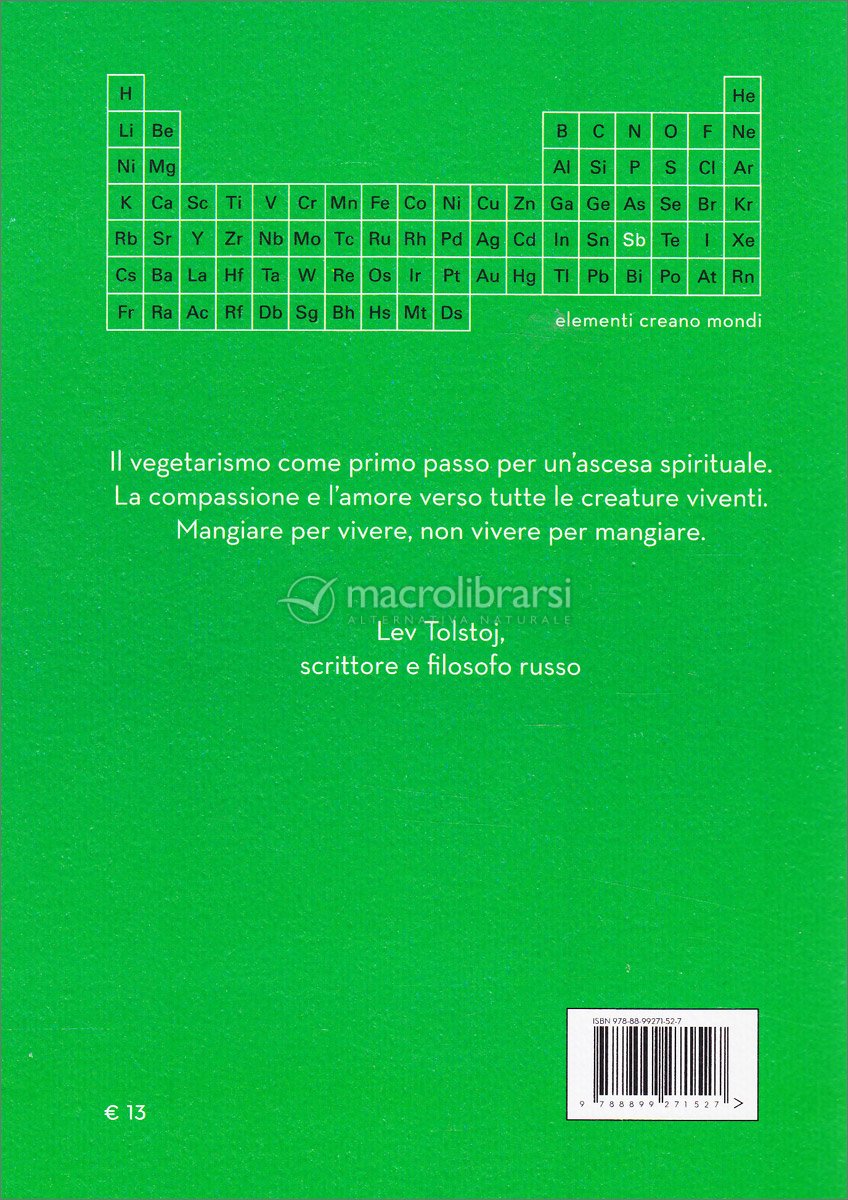 H He
Li Be B C N O F Ne
Ni Mg Al Si P S Cl Ar
K Ca Sc Ti V Cr Mn Fe Co Ni Cu Zn Ga Ge As Se Br Kr
Rb Sr Y Zr Nb Mo Tc Ru Rh Pd Ag Cd In Sn Sb Te I Xe
Cs Ba La Hf Ta W Re Os Ir Pt Au Hg Tl Pb Bi Po At Rn
Fr Ra Ac Rf Db Sg Bh Hs Mt Ds
elementi creano mondi
Il vegetarismo come primo passo per un’ascesa spirituale.
La compassione e l’amore verso tutte le creature viventi.
Mangiare per vivere, non vivere per mangiare.
macrolibrarsi
ALTERNATIVA NATURALE
Lev Tolstoj,
scrittore e filosofo russo
ISBN 978-88-99271-52-7
9 788899 271527 >
€ 13